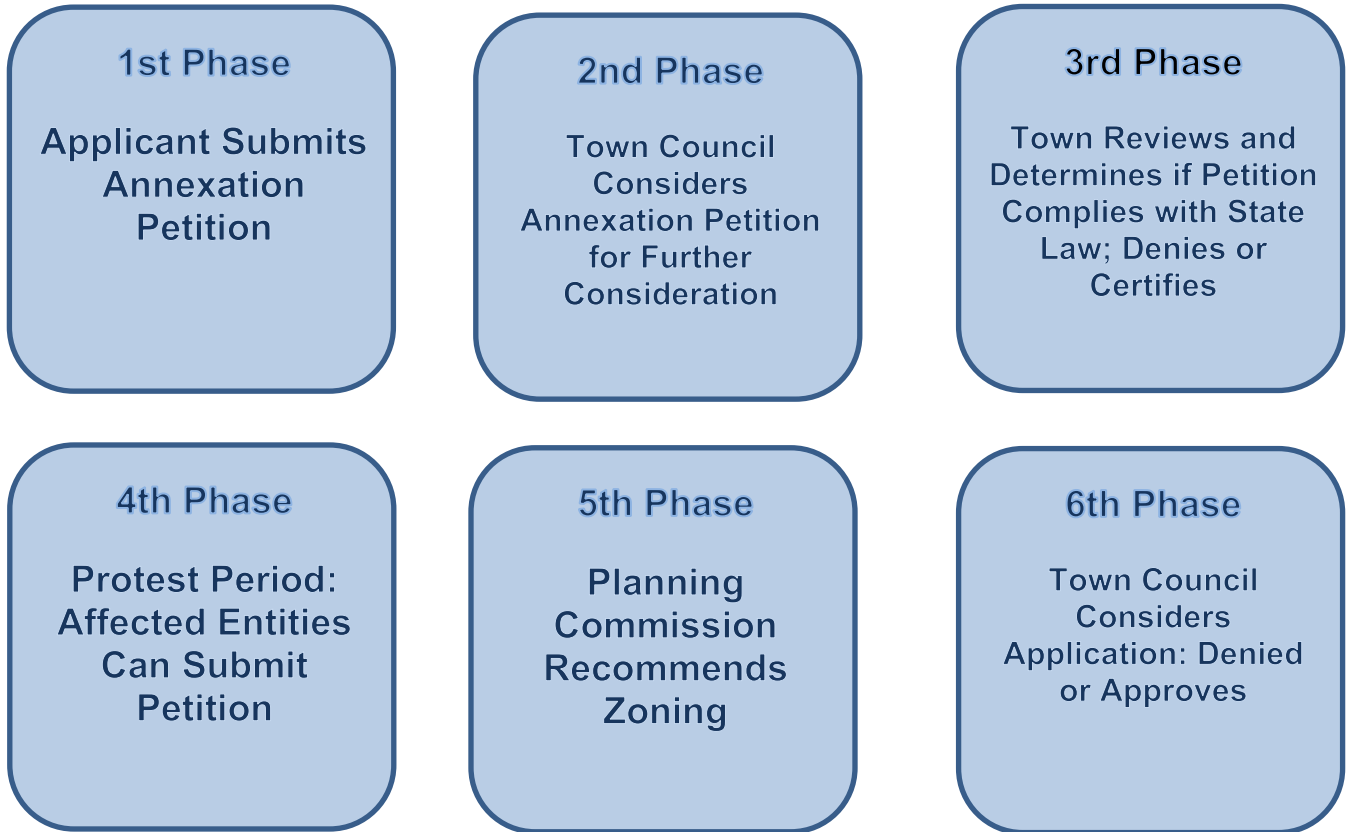 1st Phase
Applicant Submits
Annexation
Petition
2nd Phase
Town Council
Considers
Annexation Petition
for Further
Consideration
3rd Phase
Town Reviews and
Determines if Petition
Complies with State
Law; Denies or
Certifies
4th Phase
Protest Period:
Affected Entities
Can Submit
Petition
5th Phase
Planning
Commission
Recommends
Zoning
6th Phase
Town Council
Considers
Application: Denied
or Approves